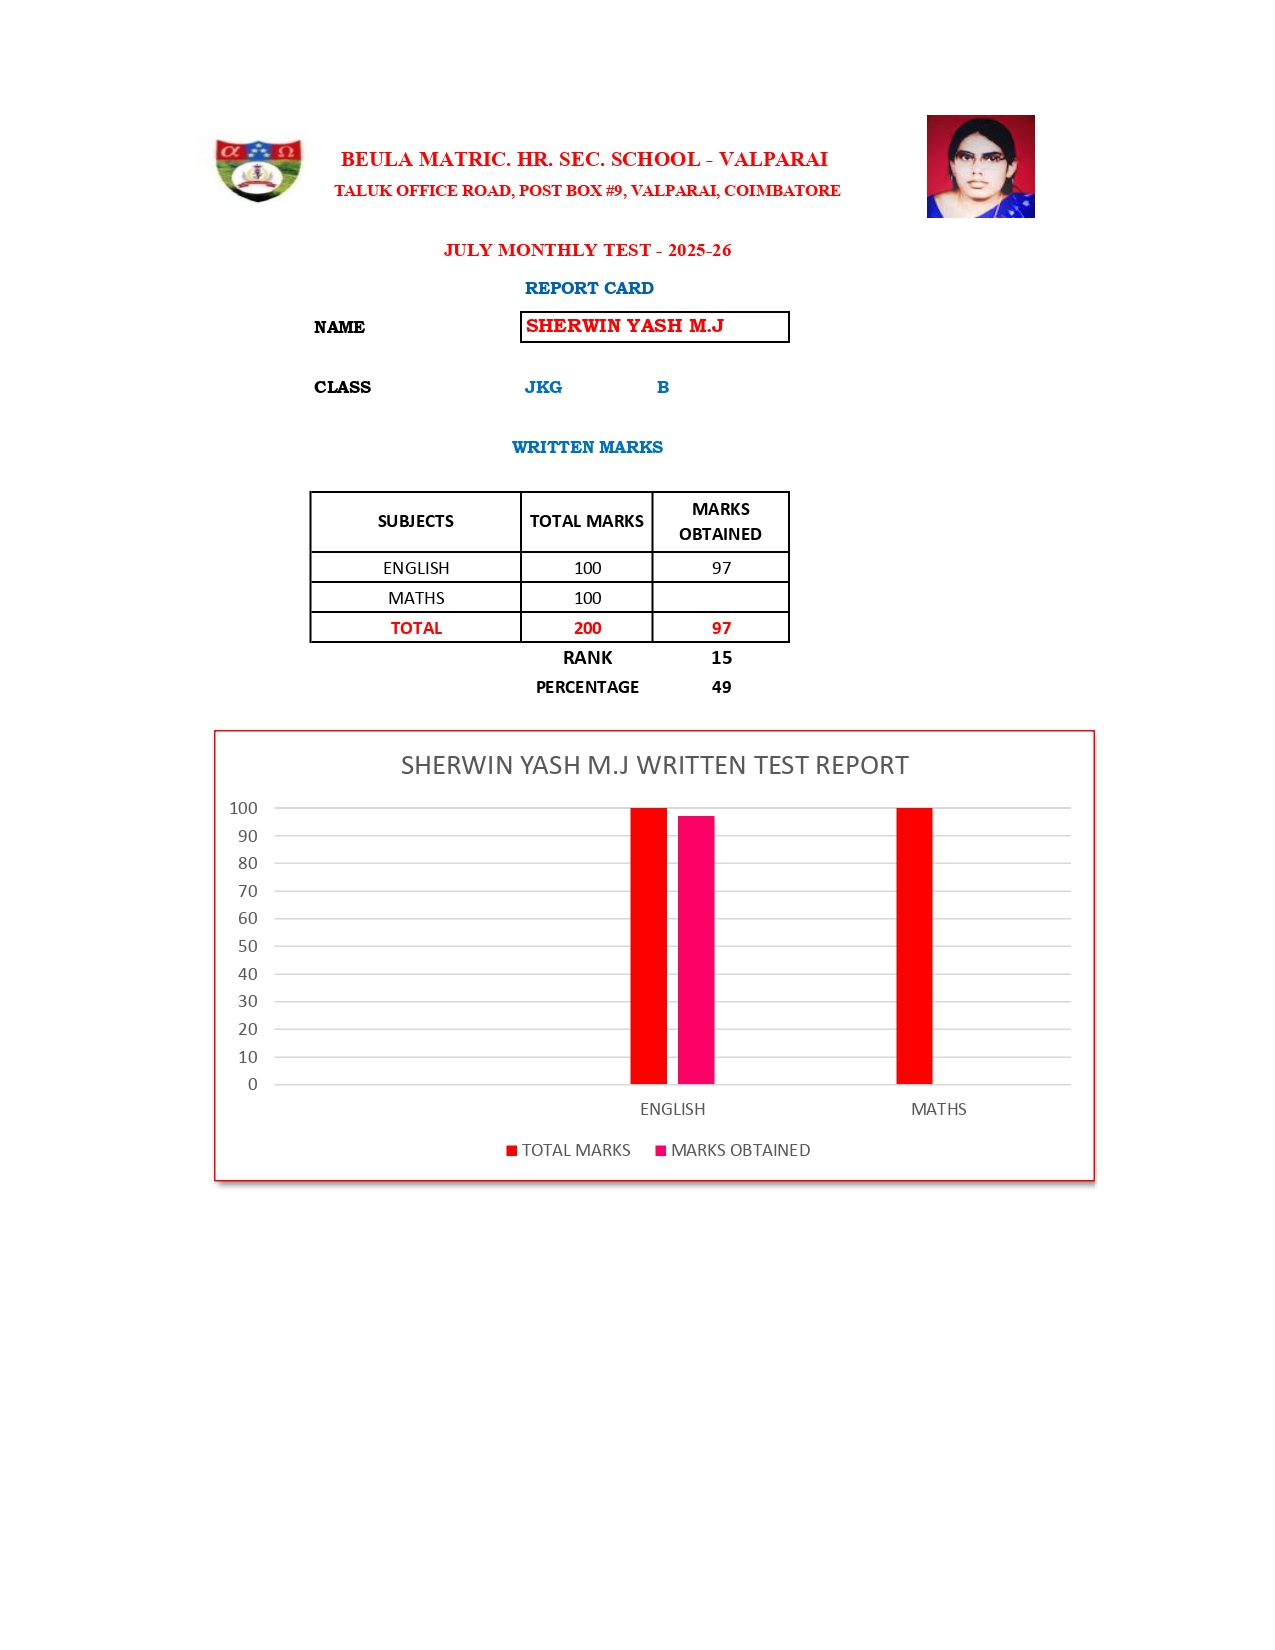 α Ω
BEULA MATRIC. HR. SEC. SCHOOL - VALPARAI
TALUK OFFICE ROAD, POST BOX #9, VALPARAI, COIMBATORE
JULY MONTHLY TEST - 2025-26
REPORT CARD
NAME SHERWIN YASH M.J
CLASS JKG B
WRITTEN MARKS
SUBJECTS TOTAL MARKS MARKS OBTAINED
ENGLISH 100 97
MATHS 100
TOTAL 200 97
RANK 15
PERCENTAGE 49
SHERWIN YASH M.J WRITTEN TEST REPORT
100
90
80
70
60
50
40
30
20
10
0
ENGLISH MATHS
TOTAL MARKS MARKS OBTAINED